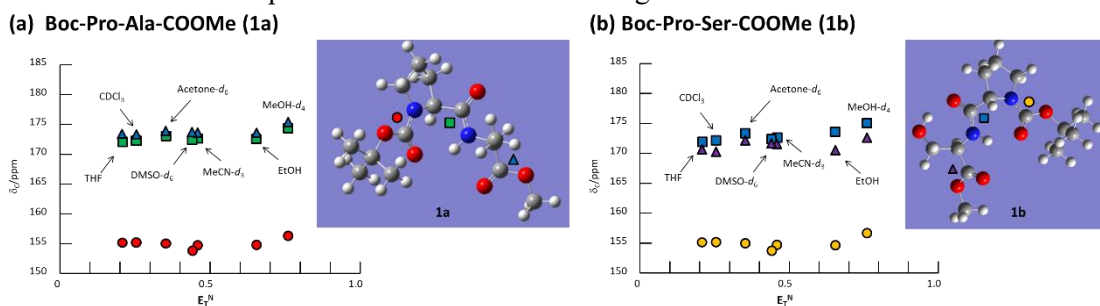 (a) Boc-Pro-Ala-COOMe (1a)
185
180
175
170
165
160
155
150
δC/ppm
CDCl3
Acetone-d6
MeOH-d4
THF
DMSO-d6
MeCN-d3
EtOH
0
0.5
1.0
ETN
1a
(b) Boc-Pro-Ser-COOMe (1b)
185
180
175
170
165
160
155
150
δC/ppm
CDCl3
Acetone-d6
MeOH-d4
THF
DMSO-d6
MeCN-d3
EtOH
0
0.5
1.0
ETN
1b